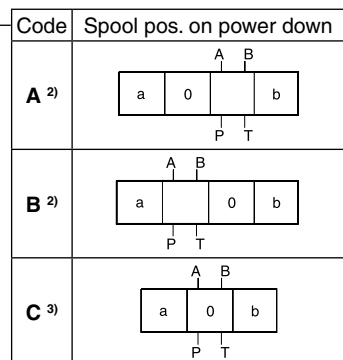 Code Spool pos. on power down
A B
A 2) a 0 b
P T
A B
B 2) a 0 b
P T
A B
C 3) a 0 b
P T